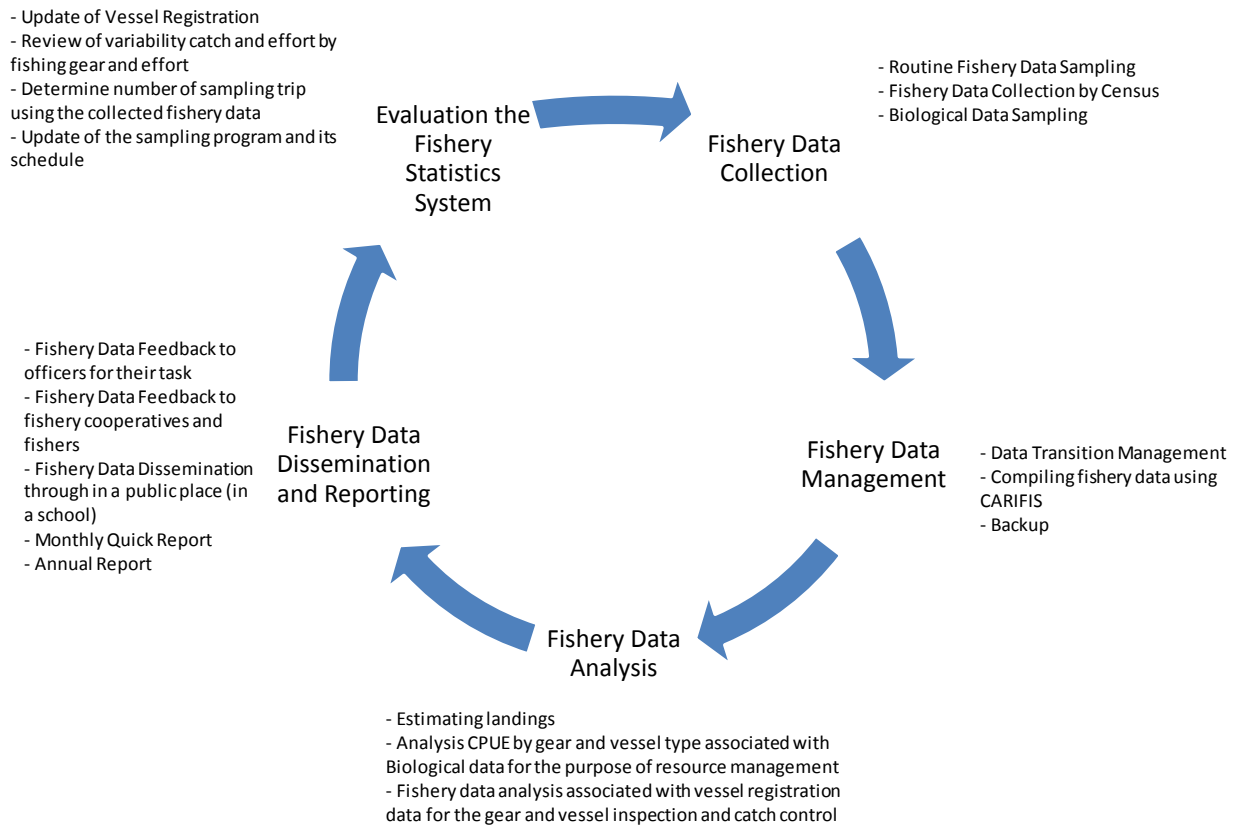 - Update of Vessel Registration
- Review of variability catch and effort by
fishing gear and effort
- Determine number of sampling trip
using the collected fishery data
- Update of the sampling program and its
schedule
Evaluation the
Fishery
Statistics
System
- Routine Fishery Data Sampling
- Fishery Data Collection by Census
- Biological Data Sampling
Fishery Data
Collection
Fishery Data
Management
- Data Transition Management
- Compiling fishery data using
CARIFIS
- Backup
Fishery Data
Analysis
- Estimating landings
- Analysis CPUE by gear and vessel type associated with
Biological data for the purpose of resource management
- Fishery data analysis associated with vessel registration
data for the gear and vessel inspection and catch control
Fishery Data
Dissemination
and Reporting
- Fishery Data Feedback to
officers for their task
- Fishery Data Feedback to
fishery cooperatives and
fishers
- Fishery Data Dissemination
through in a public place (in
a school)
- Monthly Quick Report
- Annual Report